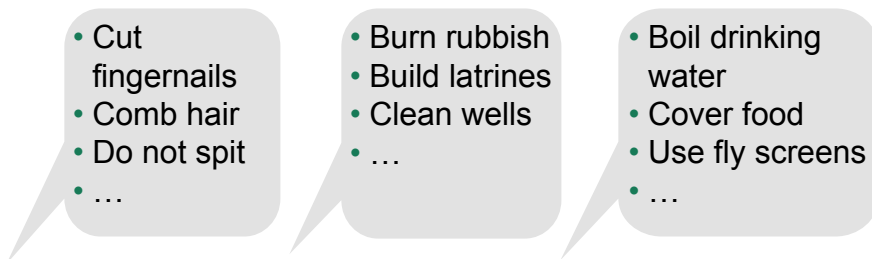 • Cut
fingernails
• Comb hair
• Do not spit
• …
• Burn rubbish
• Build latrines
• Clean wells
• …
• Boil drinking
water
• Cover food
• Use fly screens
• …